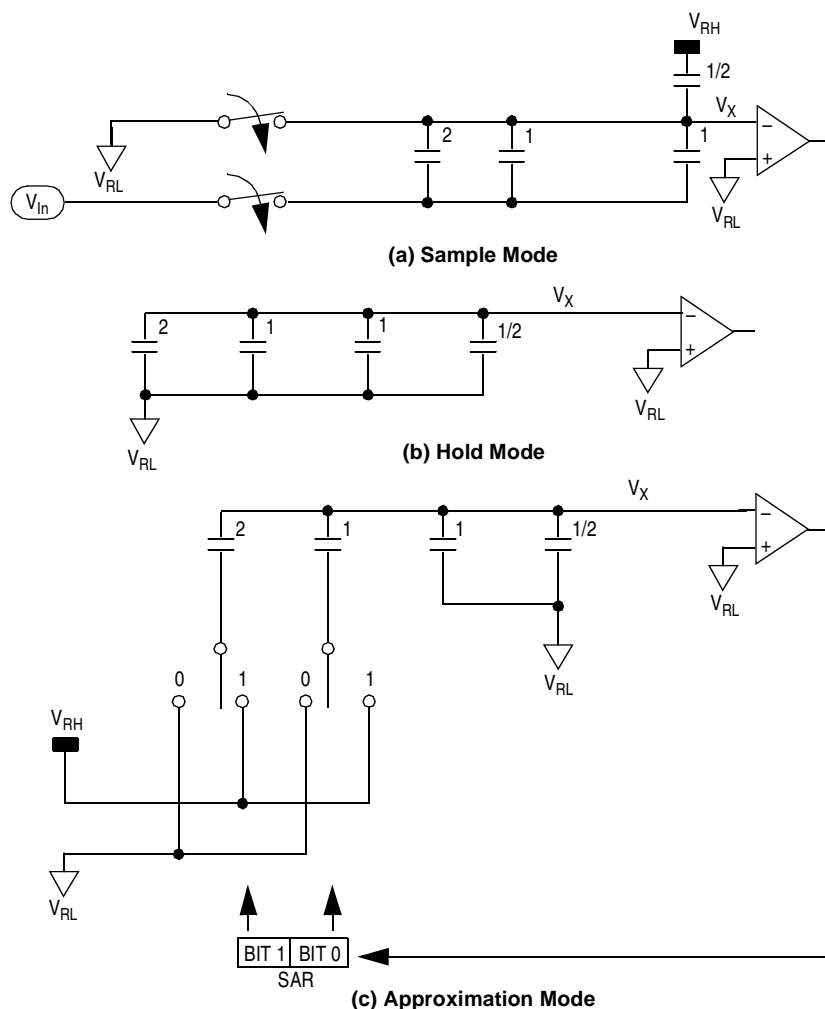 V_RH
1/2
V_X
2 1 1
−
+
V_RL
V_RL
V_In
(a) Sample Mode
V_X
2 1 1 1/2
−
+
V_RL
V_RL
(b) Hold Mode
V_X
2 1 1 1/2
−
+
V_RL
0 1 0 1
V_RL
V_RH
V_RL
BIT 1 BIT 0
SAR
(c) Approximation Mode